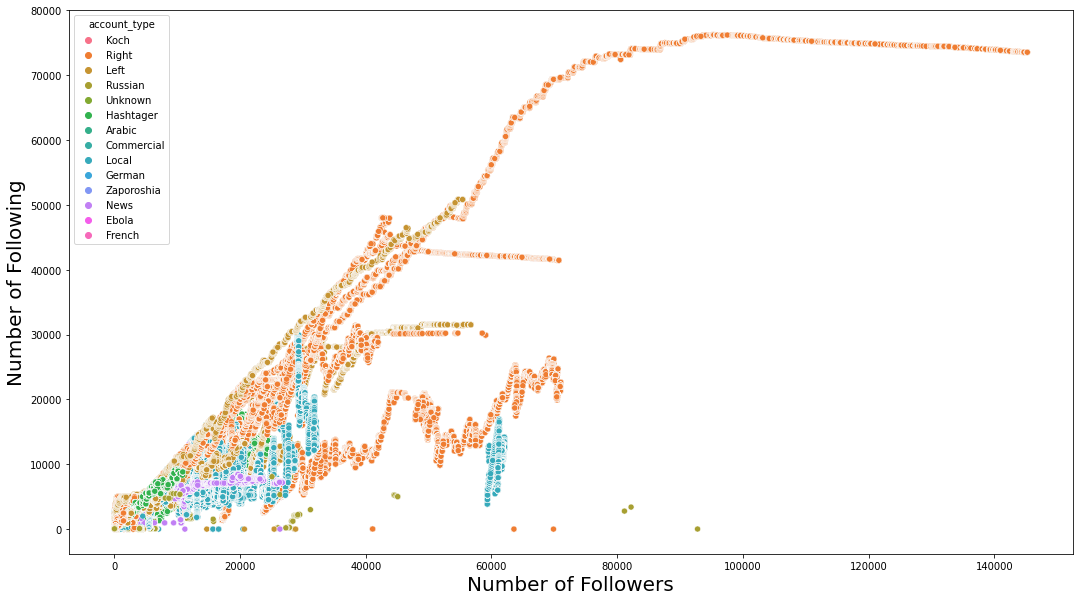 account_type
Koch
Right
Left
Russian
Unknown
Hashtager
Arabic
Commercial
Local
German
Zaporoshia
News
Ebola
French
Number of Following
80000
70000
60000
50000
40000
30000
20000
10000
0
0 20000 40000 60000 80000 100000 120000 140000
Number of Followers